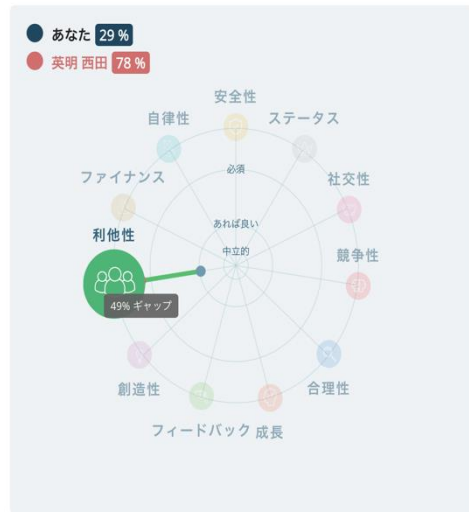 あなた 29 %
英明 西田 78 %
安全性
自律性
ステータス
ファイナンス
必須
社交性
あれば良い
利他性
中立的
競争性
49% ギャップ
創造性
合理性
フィードバック
成長